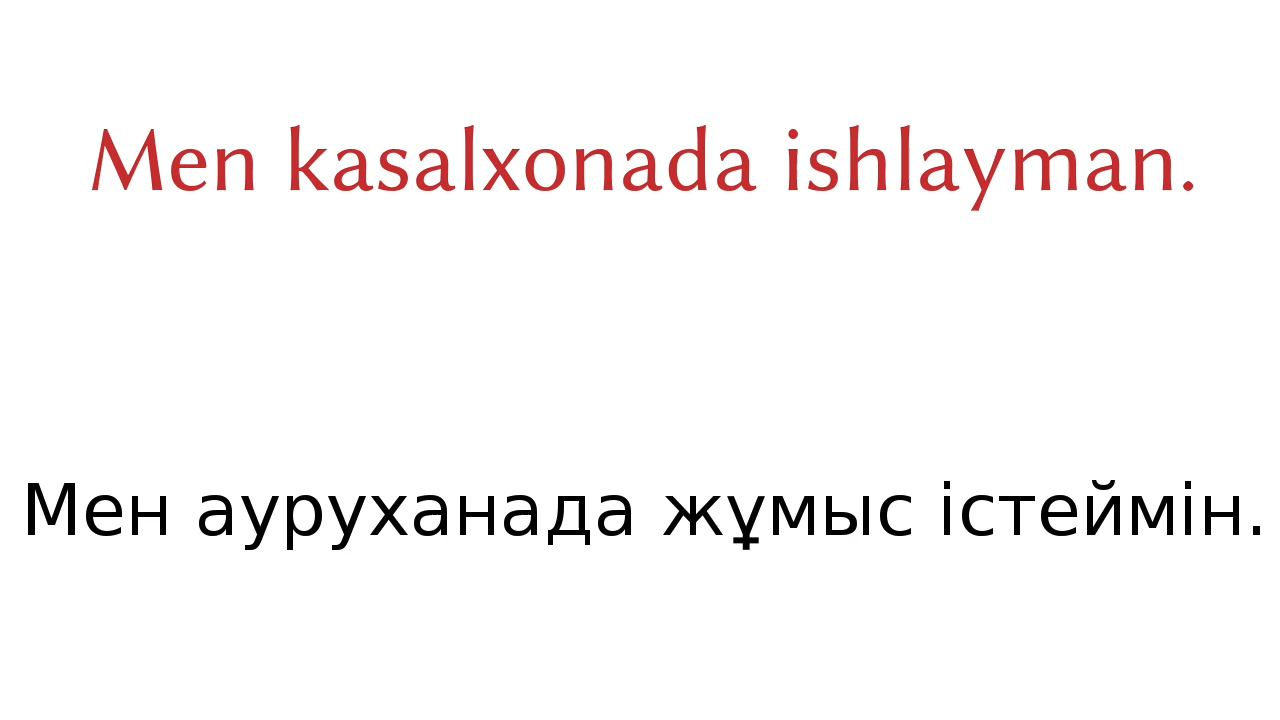 Men kasalxonada ishlayman.
Мен ауруханада жұмыс істеймін.